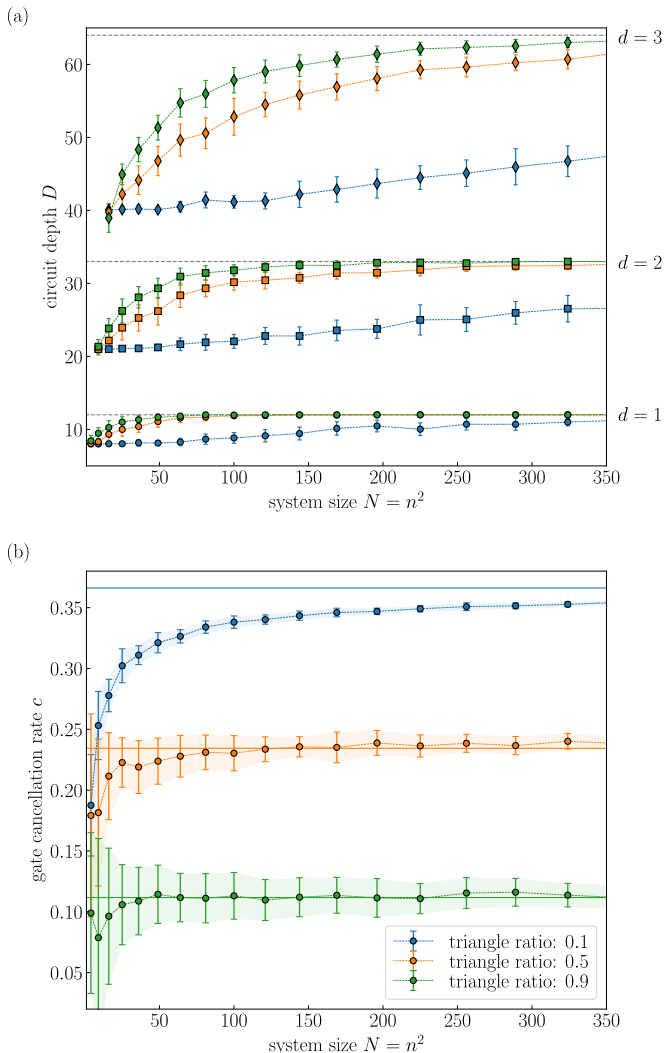 (a)
60
50
40
30
20
10
circuit depth D
d = 3
d = 2
d = 1
50
100
150
200
250
300
350
system size N = n²
(b)
0.35
0.30
0.25
0.20
0.15
0.10
0.05
gate cancellation rate c
triangle ratio: 0.1
triangle ratio: 0.5
triangle ratio: 0.9
50
100
150
200
250
300
350
system size N = n²